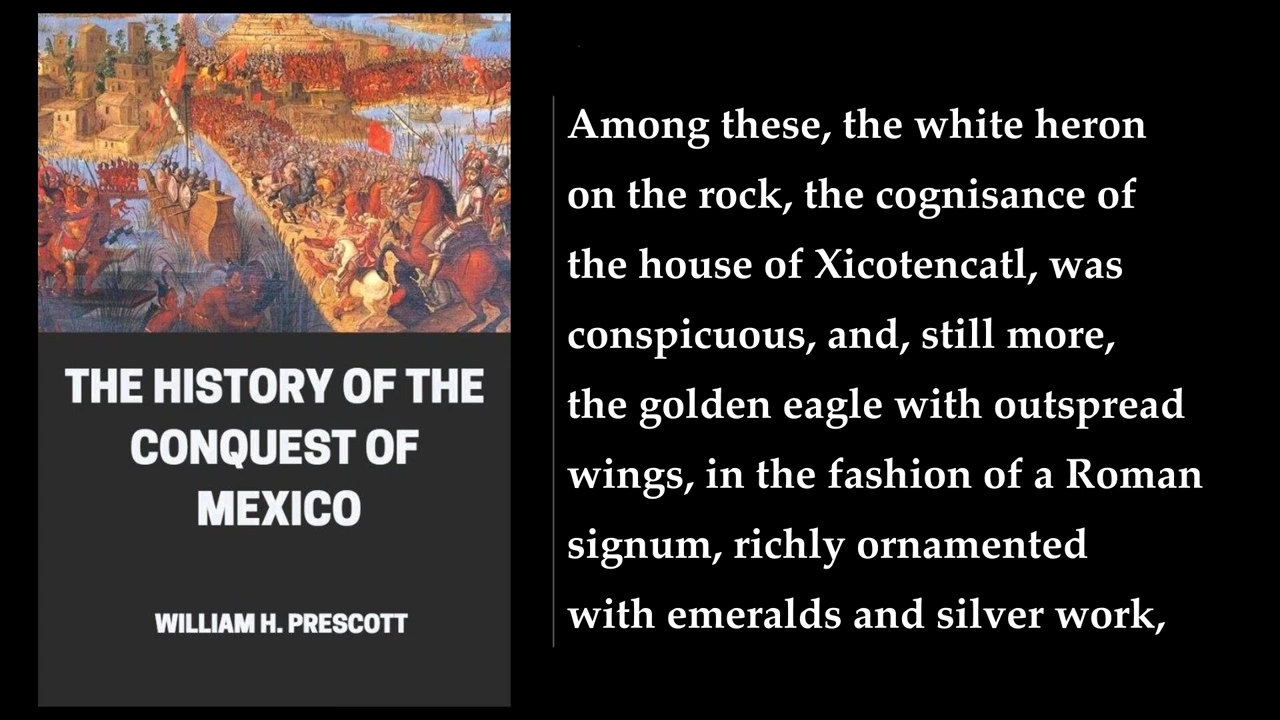 THE HISTORY OF THE
CONQUEST OF
MEXICO
WILLIAM H. PRESCOTT
Among these, the white heron
on the rock, the cognisance of
the house of Xicotencatl, was
conspicuous, and, still more,
the golden eagle with outspread
wings, in the fashion of a Roman
signum, richly ornamented
with emeralds and silver work,